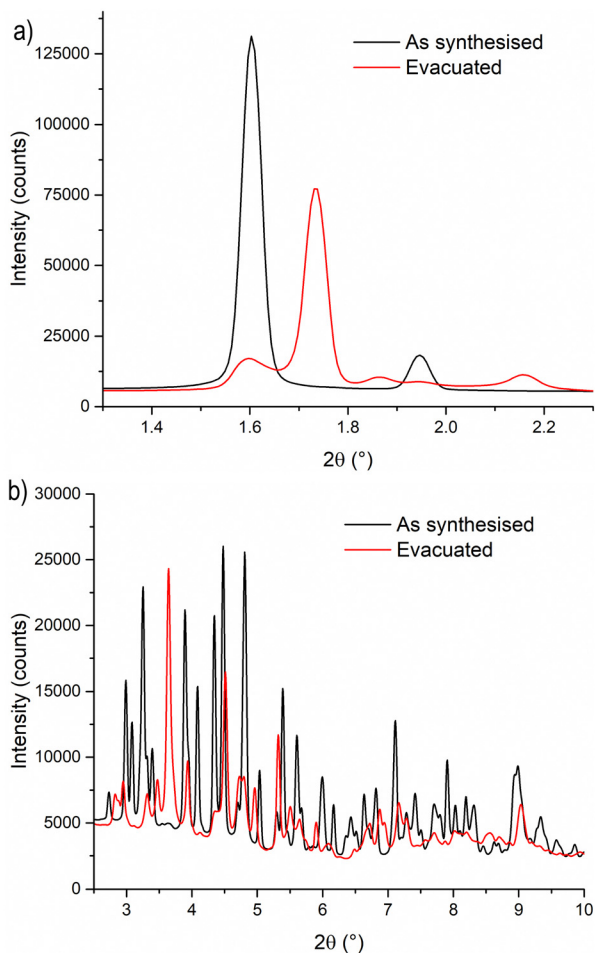 a)
As synthesised
Evacuated
Intensity (counts)
125000
100000
75000
50000
25000
0
1.4 1.6 1.8 2.0 2.2
2θ (°)
b)
As synthesised
Evacuated
Intensity (counts)
30000
25000
20000
15000
10000
5000
0
3 4 5 6 7 8 9 10
2θ (°)